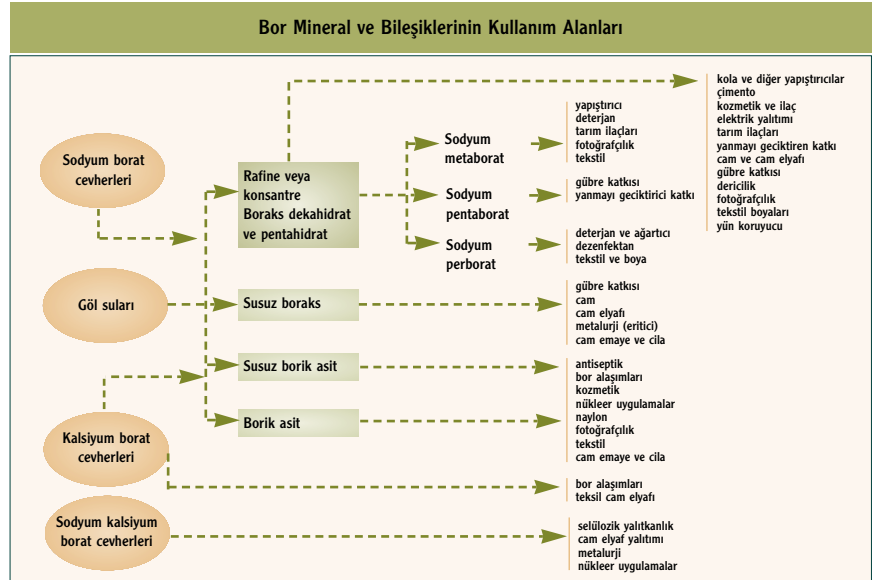 Bor Mineral ve Bileşiklerinin Kullanım Alanları
Sodyum borat
cevherleri
Göl suları
Kalsiyum borat
cevherleri
Sodyum kalsiyum
borat cevherleri
Rafine veya
konsantre
Boraks dekahidrat
ve pentahidrat
Susuz boraks
Susuz borik asit
Borik asit
Sodyum
metaborat
Sodyum
pentaborat
Sodyum
perborat
yapıştırıcı
deterjan
tarım ilaçları
fotoğrafçılık
tekstil
gübre katkısı
yanmayı geciktirici katkı
deterjan ve ağartıcı
dezenfektan
tekstil ve boya
gübre katkısı
cam
cam elyafı
metalurji (eritici)
cam emaye ve cila
antiseptik
bor alaşımları
kozmetik
nükleer uygulamalar
naylon
fotoğrafçılık
tekstil
cam emaye ve cila
bor alaşımları
teksil cam elyafı
selülozik yalıtkanlık
cam elyaf yalıtımı
metalurji
nükleer uygulamalar
kola ve diğer yapıştırıcılar
çimento
kozmetik ve ilaç
elektrik yalıtımı
tarım ilaçları
yanmayı geciktiren katkı
cam ve cam elyafı
gübre katkısı
dericilik
fotoğrafçılık
tekstil boyaları
yün koruyucu